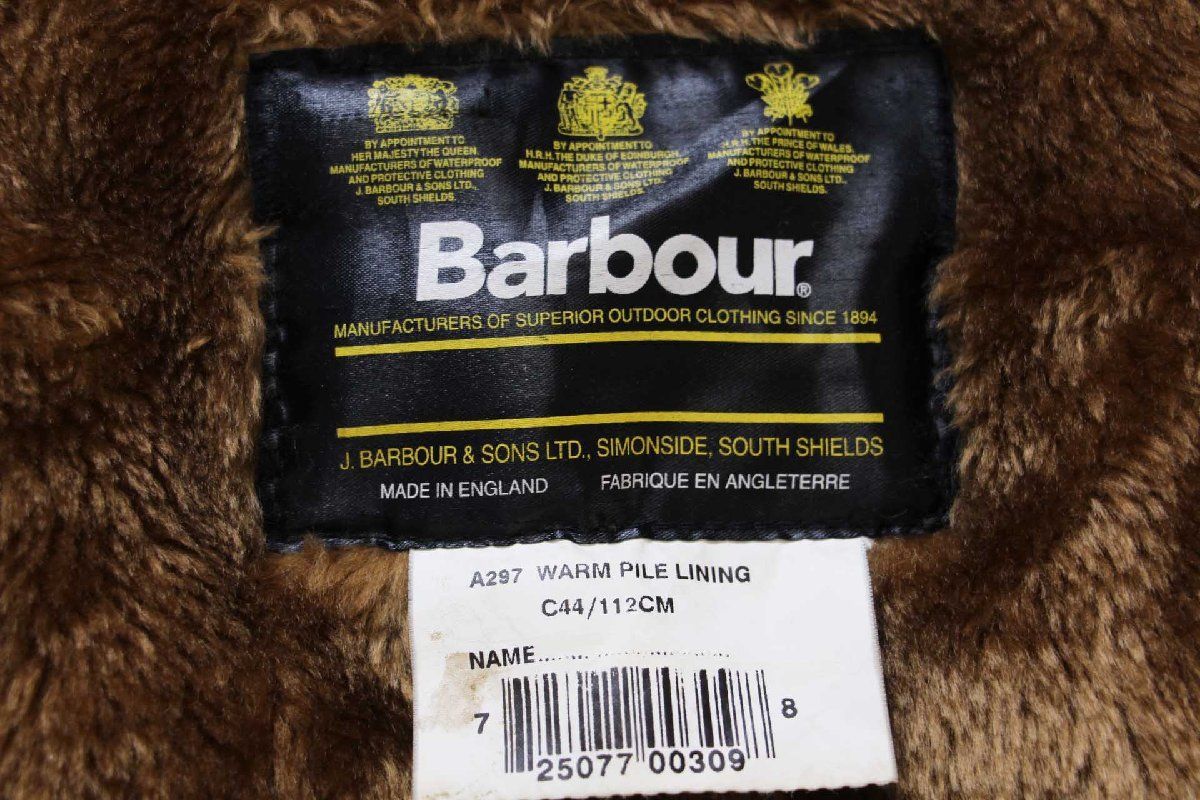 BY APPOINTMENT TO
HER MAJESTY THE QUEEN
MANUFACTURERS OF WATERPROOF
AND PROTECTIVE CLOTHING
J. BARBOUR & SONS LTD.,
SOUTH SHIELDS.
BY APPOINTMENT TO
H.R.H. THE DUKE OF EDINBURGH
MANUFACTURERS OF WATERPROOF
AND PROTECTIVE CLOTHING
J. BARBOUR & SONS LTD.,
SOUTH SHIELDS.
BY APPOINTMENT TO
H.R.H. THE PRINCE OF WALES
MANUFACTURERS OF WATERPROOF
AND PROTECTIVE CLOTHING
J. BARBOUR & SONS LTD.,
SOUTH SHIELDS.
Barbour®
MANUFACTURERS OF SUPERIOR OUTDOOR CLOTHING SINCE 1894
J. BARBOUR & SONS LTD., SIMONSIDE, SOUTH SHIELDS
MADE IN ENGLAND FABRIQUE EN ANGLETERRE
A297 WARM PILE LINING
C44/112CM
NAME..............................
7 25077 00309 8